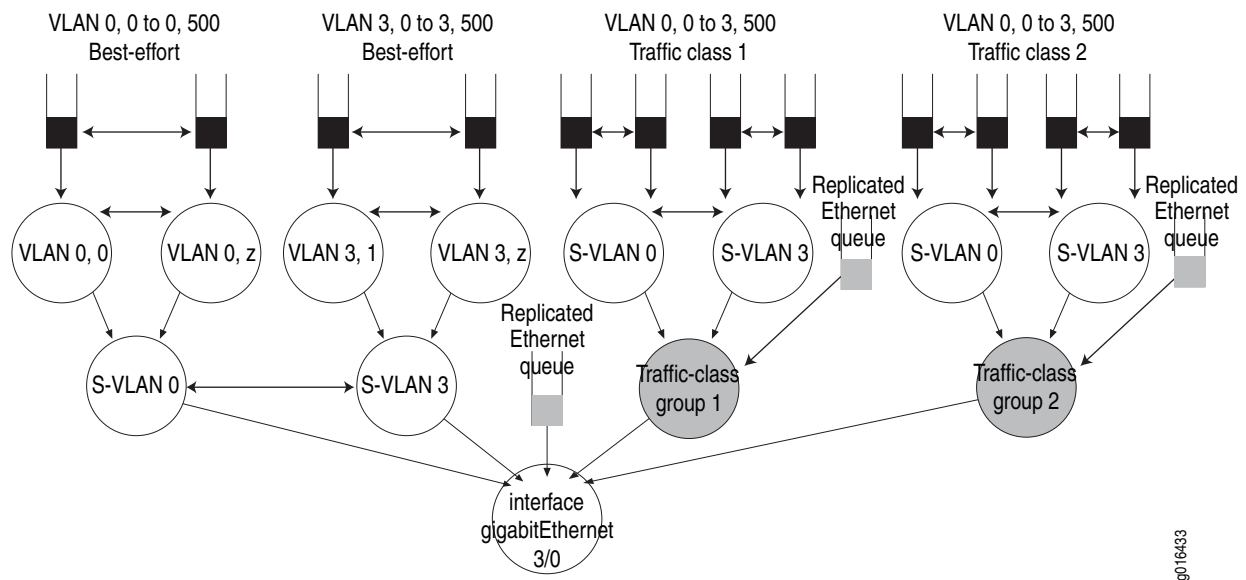 VLAN 0, 0 to 0, 500
Best-effort
VLAN 3, 0 to 3, 500
Best-effort
VLAN 0, 0 to 3, 500
Traffic class 1
VLAN 0, 0 to 3, 500
Traffic class 2
Replicated
Ethernet
queue
Replicated
Ethernet
queue
VLAN 0, 0
VLAN 0, z
VLAN 3, 1
VLAN 3, z
S-VLAN 0
S-VLAN 3
S-VLAN 0
S-VLAN 3
Replicated
Ethernet
queue
S-VLAN 0
S-VLAN 3
Traffic-class
group 1
Traffic-class
group 2
interface
gigabitEthernet
3/0
g016433